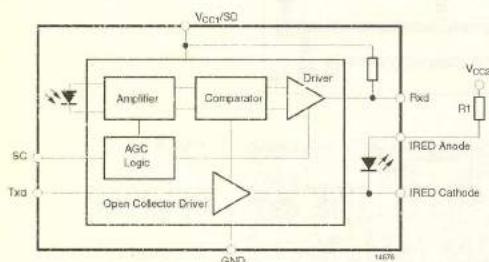 VCC1/SD
Driver
Amplifier
Comparator
AGC
Logic
Open Collector Driver
SC
Txd
GND
Rxd
VCC2
R1
IRED Anode
IRED Cathode
14876